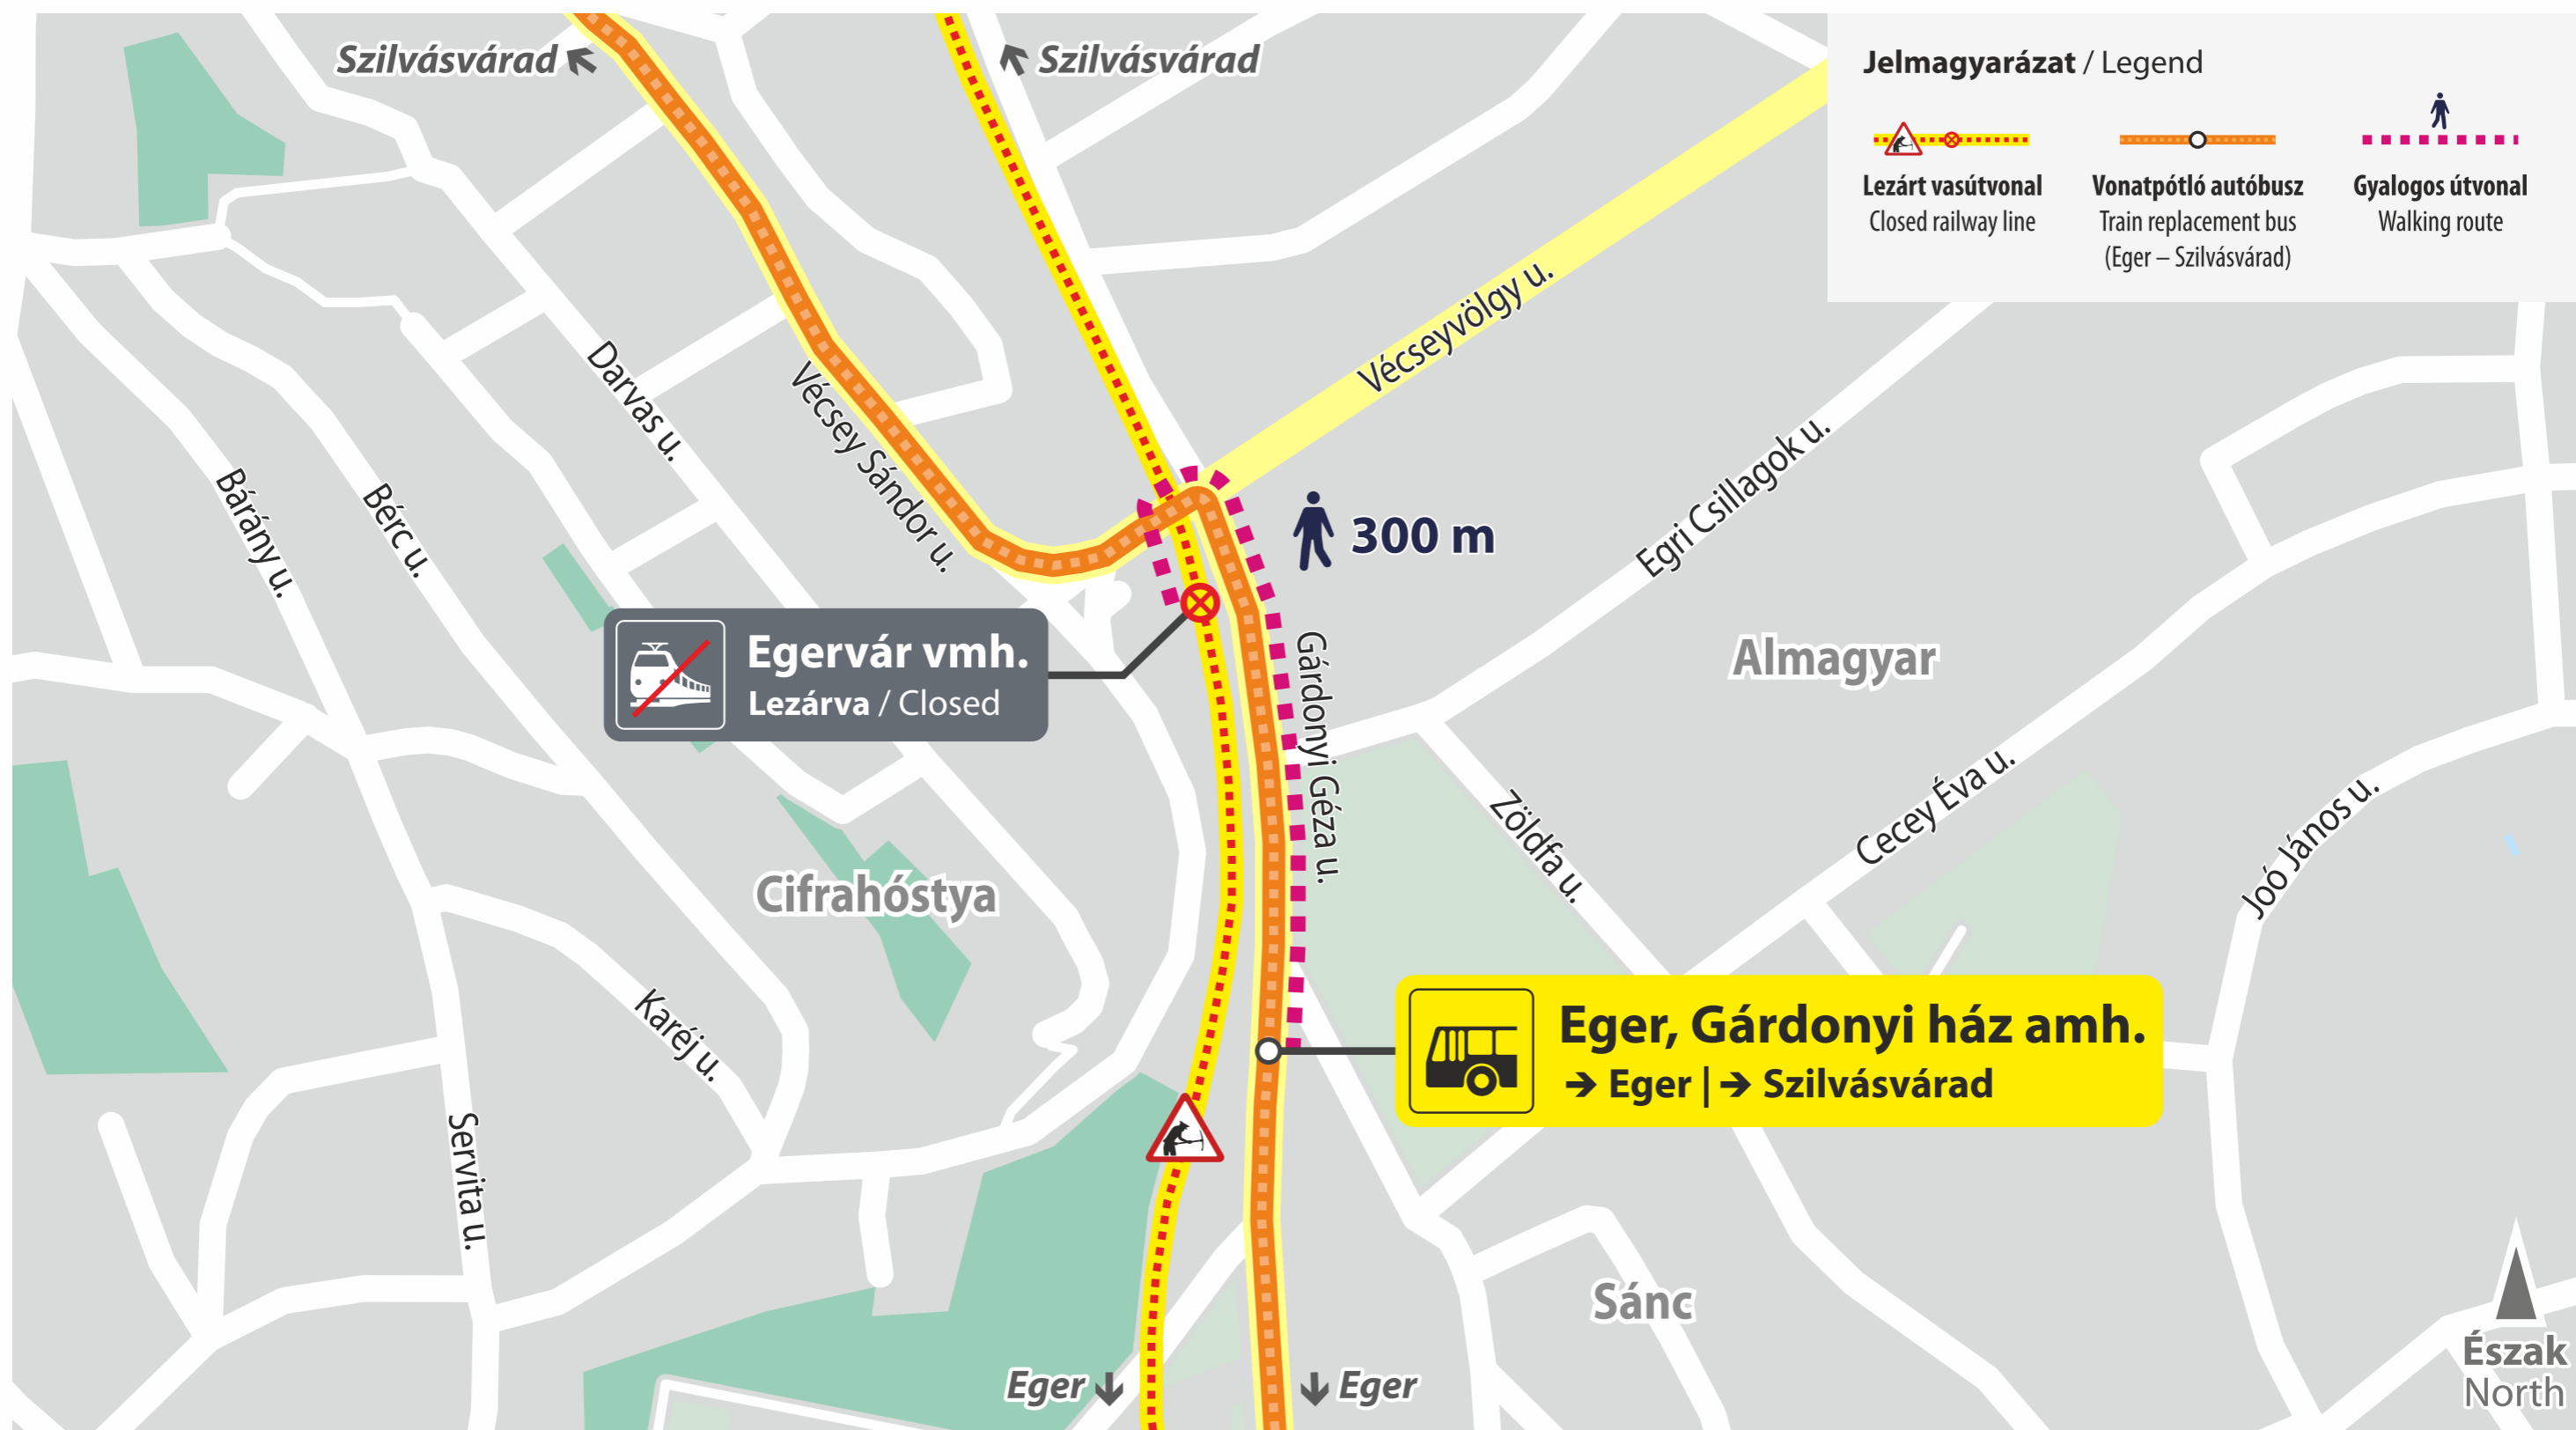 Szilvásvárad
Szilvásvárad
Jelmagyarázat / Legend
Lezárt vasútvonal
Closed railway line
Vonatpótló autóbusz
Train replacement bus
(Eger – Szilvásvárad)
Gyalogos útvonal
Walking route
Vécseyvölgy u.
Darvas u.
Vécsey Sándor u.
Bárány u.
Bérc u.
300 m
Egri Csillagok u.
Egervár vmh.
Lezárva / Closed
Gárdonyi Géza u.
Almagyar
Zöldfa u.
Cecey Éva u.
Joó János u.
Cifrahóstya
Karéj u.
Eger, Gárdonyi ház amh.
➔ Eger | ➔ Szilvásvárad
Servita u.
Sánc
Eger
Eger
Észak
North